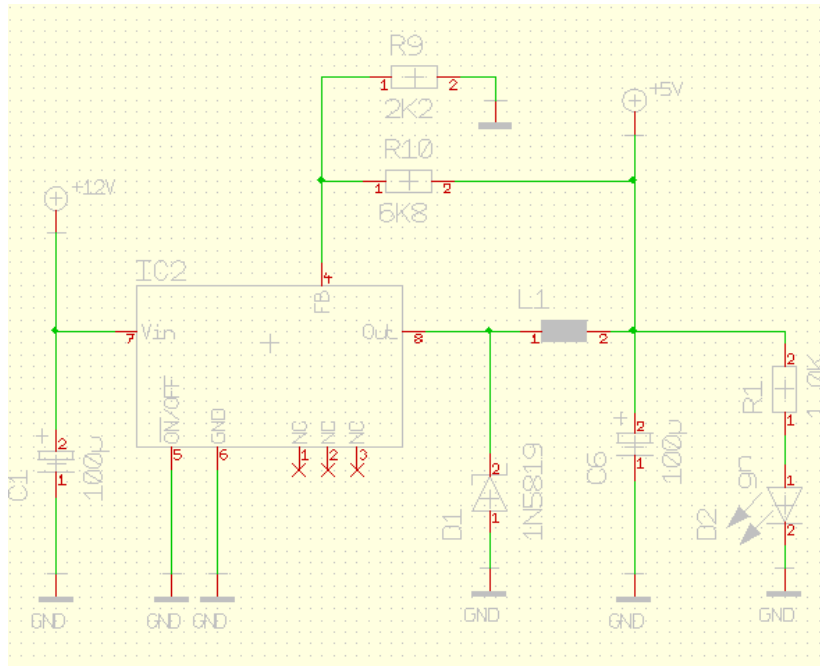 R9
1
2
2K2
+5V
R10
1
2
6K8
+12V
IC2
4
FB
L1
7
Vin
Out
8
1
2
2
R1
1
ON/OFF
GND
NC
NC
NC
5
6
1
2
3
+
2
1
C1
100µ
2
1
D1
1N5819
+
2
1
C6
100µ
gn
1
2
D2
GND
GND
GND
GND
GND
GND